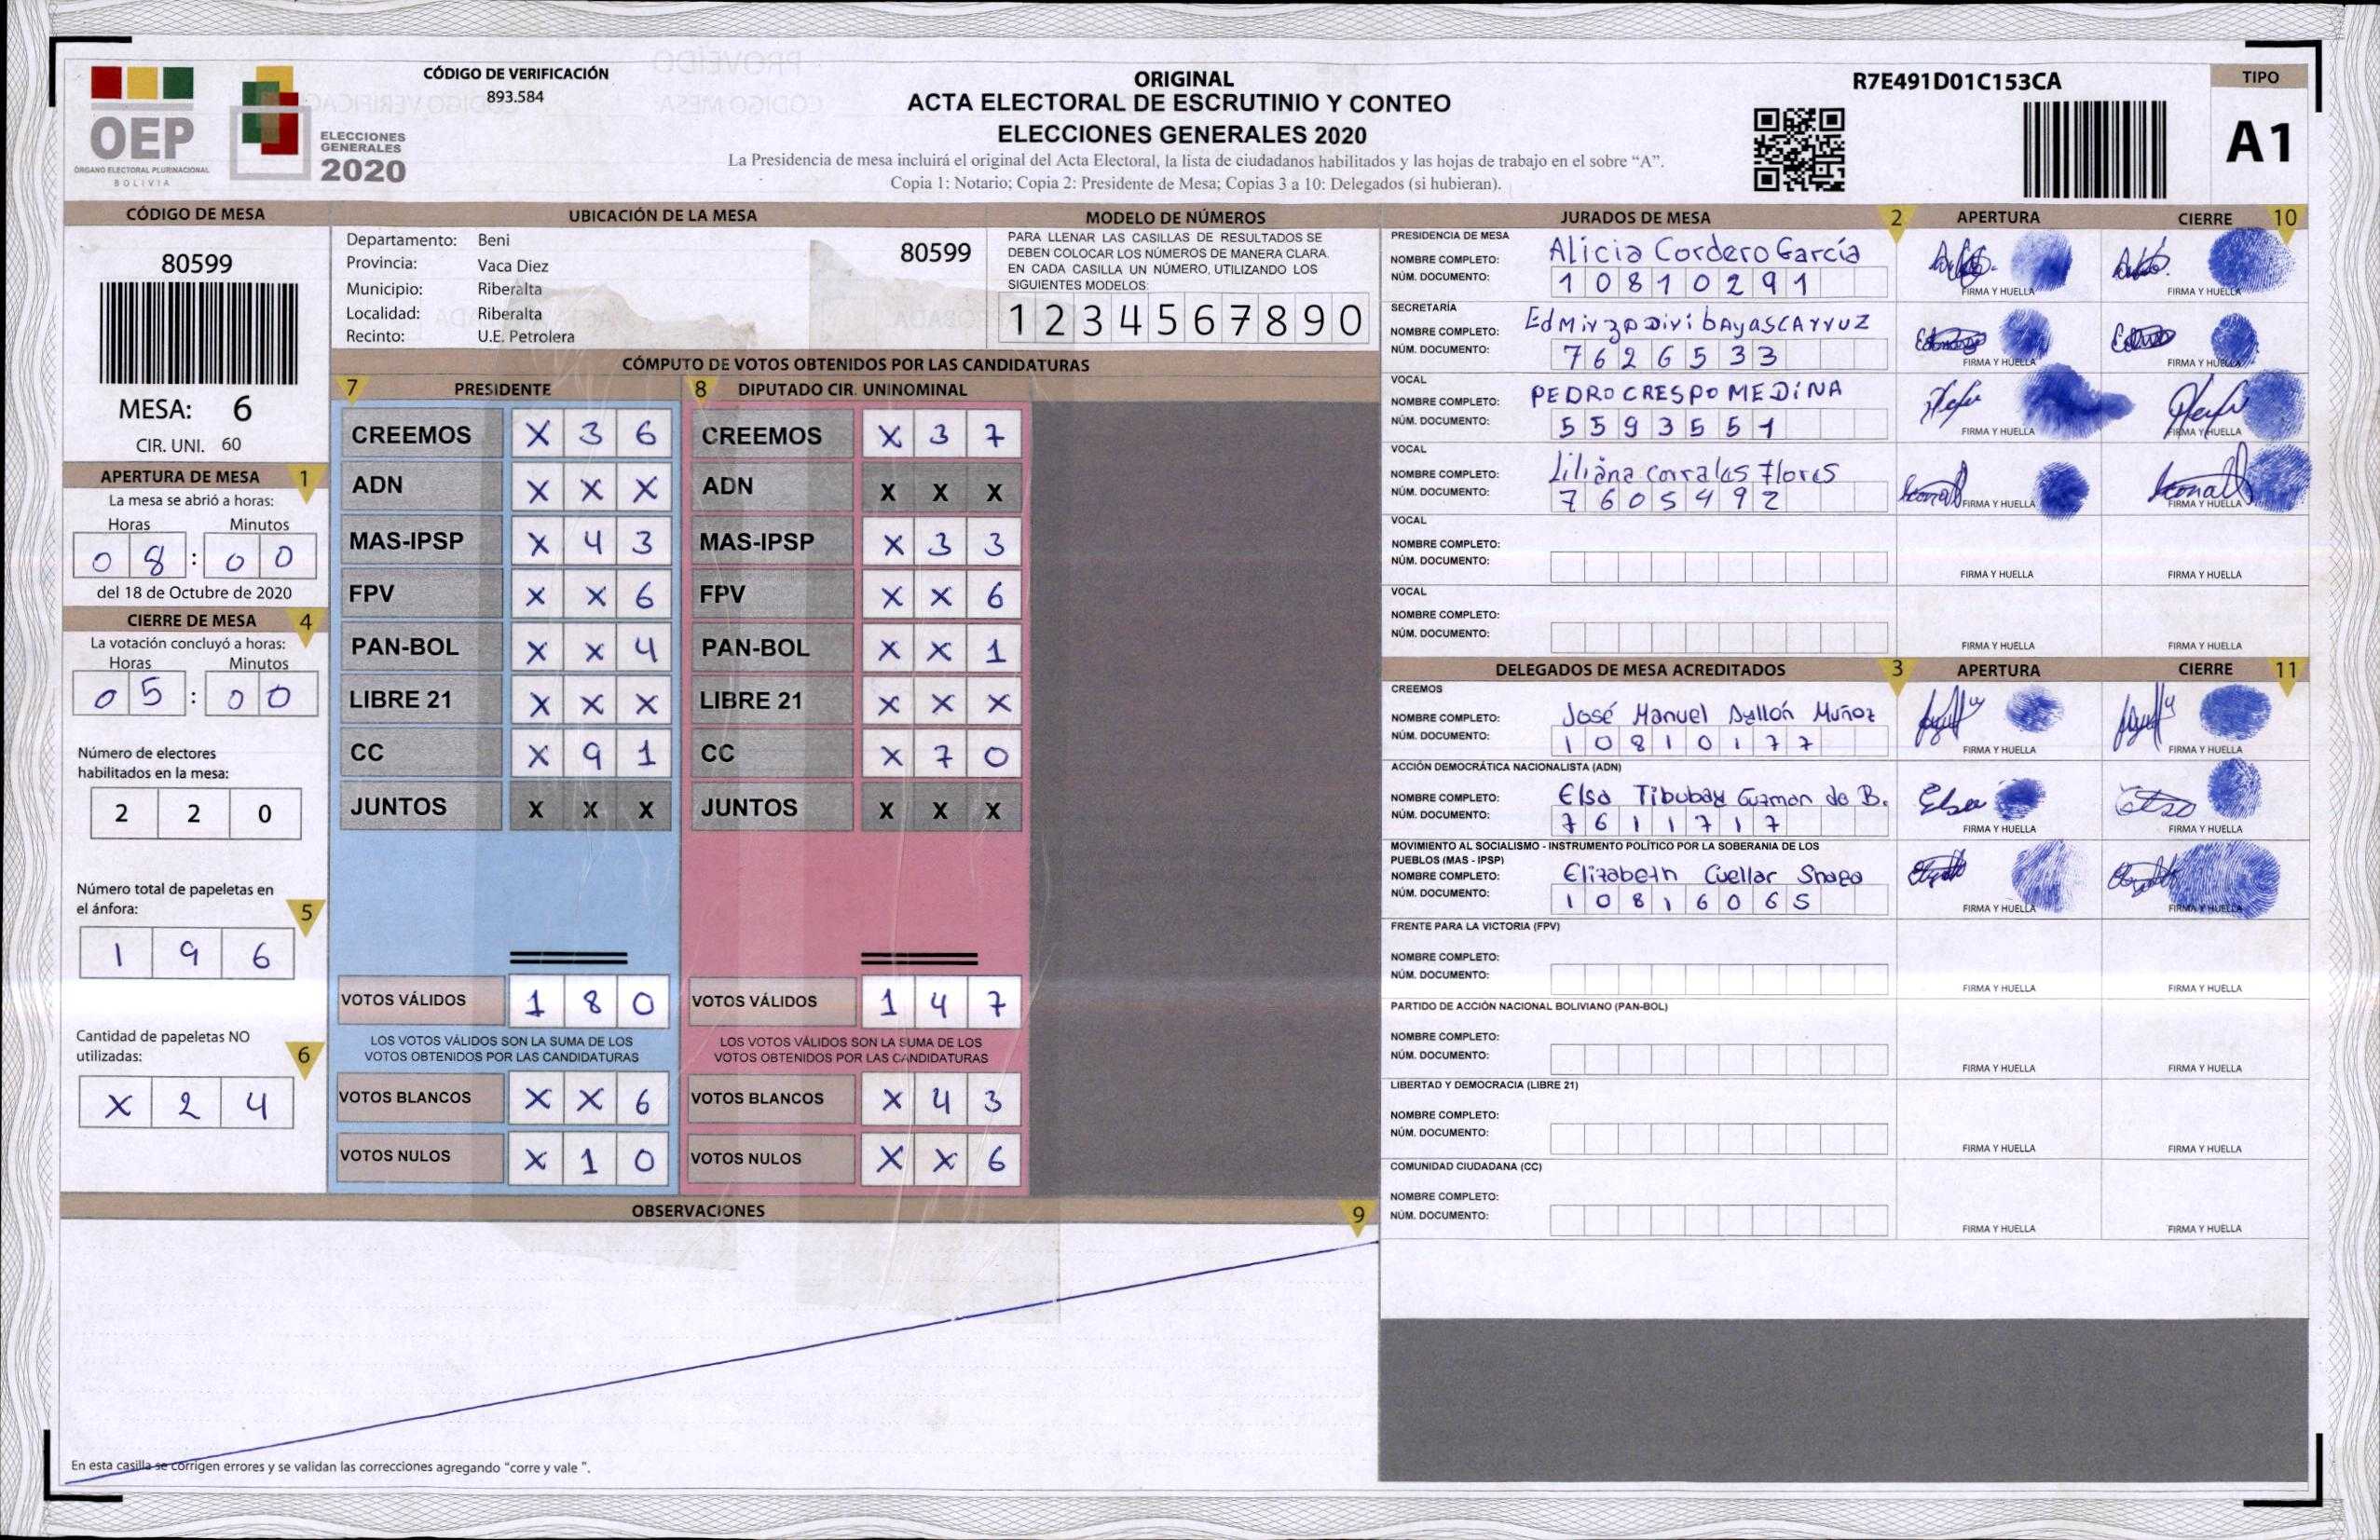 OEP
ÓRGANO ELECTORAL PLURINACIONAL
BOLIVIA
ELECCIONES
GENERALES
2020
CÓDIGO DE VERIFICACIÓN
893.584
ORIGINAL
ACTA ELECTORAL DE ESCRUTINIO Y CONTEO
ELECCIONES GENERALES 2020
La Presidencia de mesa incluirá el original del Acta Electoral, la lista de ciudadanos habilitados y las hojas de trabajo en el sobre “A”.
Copia 1: Notario; Copia 2: Presidente de Mesa; Copias 3 a 10: Delegados (si hubieran).
R7E491D01C153CA
TIPO
A1
CÓDIGO DE MESA
80599
MESA: 6
CIR. UNI. 60
APERTURA DE MESA 1
La mesa se abrió a horas:
Horas Minutos
0 8 : 0 0
del 18 de Octubre de 2020
CIERRE DE MESA 4
La votación concluyó a horas:
Horas Minutos
0 5 : 0 0
Número de electores
habilitados en la mesa:
2 2 0
Número total de papeletas en
el ánfora: 5
1 9 6
Cantidad de papeletas NO
utilizadas: 6
X 2 4
UBICACIÓN DE LA MESA
Departamento: Beni
Provincia: Vaca Diez
Municipio: Riberalta
Localidad: Riberalta
Recinto: U.E. Petrolera
80599
MODELO DE NÚMEROS
PARA LLENAR LAS CASILLAS DE RESULTADOS SE
DEBEN COLOCAR LOS NÚMEROS DE MANERA CLARA.
EN CADA CASILLA UN NÚMERO, UTILIZANDO LOS
SIGUIENTES MODELOS:
1 2 3 4 5 6 7 8 9 0
CÓMPUTO DE VOTOS OBTENIDOS POR LAS CANDIDATURAS
7 PRESIDENTE
CREEMOS X 3 6
ADN X X X
MAS-IPSP X 4 3
FPV X X 6
PAN-BOL X X 4
LIBRE 21 X X X
CC X 9 1
JUNTOS X X X
VOTOS VÁLIDOS 1 8 0
LOS VOTOS VÁLIDOS SON LA SUMA DE LOS
VOTOS OBTENIDOS POR LAS CANDIDATURAS
VOTOS BLANCOS X X 6
VOTOS NULOS X 1 0
8 DIPUTADO CIR. UNINOMINAL
CREEMOS X 3 7
ADN X X X
MAS-IPSP X 3 3
FPV X X 6
PAN-BOL X X 1
LIBRE 21 X X X
CC X 7 0
JUNTOS X X X
VOTOS VÁLIDOS 1 4 7
LOS VOTOS VÁLIDOS SON LA SUMA DE LOS
VOTOS OBTENIDOS POR LAS CANDIDATURAS
VOTOS BLANCOS X 4 3
VOTOS NULOS X X 6
OBSERVACIONES 9
En esta casilla se corrigen errores y se validan las correcciones agregando “corre y vale ”.
JURADOS DE MESA 2 APERTURA CIERRE 10
PRESIDENCIA DE MESA
NOMBRE COMPLETO: Alicia Cordero García
NÚM. DOCUMENTO: 1 0 8 1 0 2 9 1
FIRMA Y HUELLA FIRMA Y HUELLA
SECRETARÍA
NOMBRE COMPLETO:
NÚM. DOCUMENTO: 7 6 2 6 5 3 3
FIRMA Y HUELLA FIRMA Y HUELLA
VOCAL
NOMBRE COMPLETO: PEDRO CRESPO MEDINA
NÚM. DOCUMENTO: 5 5 9 3 5 5 1
FIRMA Y HUELLA FIRMA Y HUELLA
VOCAL
NOMBRE COMPLETO: Liliana corrales flores
NÚM. DOCUMENTO: 7 6 0 5 4 9 2
FIRMA Y HUELLA FIRMA Y HUELLA
VOCAL
NOMBRE COMPLETO:
NÚM. DOCUMENTO:
FIRMA Y HUELLA FIRMA Y HUELLA
VOCAL
NOMBRE COMPLETO:
NÚM. DOCUMENTO:
FIRMA Y HUELLA FIRMA Y HUELLA
DELEGADOS DE MESA ACREDITADOS 3 APERTURA CIERRE 11
CREEMOS
NOMBRE COMPLETO: José Manuel Ayllón Muñoz
NÚM. DOCUMENTO: 1 0 8 1 0 1 7 7
FIRMA Y HUELLA FIRMA Y HUELLA
ACCIÓN DEMOCRÁTICA NACIONALISTA (ADN)
NOMBRE COMPLETO: Elsa Tibubay Guzman de B.
NÚM. DOCUMENTO: 7 6 1 1 7 1 7
FIRMA Y HUELLA FIRMA Y HUELLA
MOVIMIENTO AL SOCIALISMO - INSTRUMENTO POLÍTICO POR LA SOBERANIA DE LOS
PUEBLOS (MAS - IPSP)
NOMBRE COMPLETO: Elizabeth Cuellar
NÚM. DOCUMENTO: 1 0 8 1 6 0 6 5
FIRMA Y HUELLA FIRMA Y HUELLA
FRENTE PARA LA VICTORIA (FPV)
NOMBRE COMPLETO:
NÚM. DOCUMENTO:
FIRMA Y HUELLA FIRMA Y HUELLA
PARTIDO DE ACCIÓN NACIONAL BOLIVIANO (PAN-BOL)
NOMBRE COMPLETO:
NÚM. DOCUMENTO:
FIRMA Y HUELLA FIRMA Y HUELLA
LIBERTAD Y DEMOCRACIA (LIBRE 21)
NOMBRE COMPLETO:
NÚM. DOCUMENTO:
FIRMA Y HUELLA FIRMA Y HUELLA
COMUNIDAD CIUDADANA (CC)
NOMBRE COMPLETO:
NÚM. DOCUMENTO:
FIRMA Y HUELLA FIRMA Y HUELLA